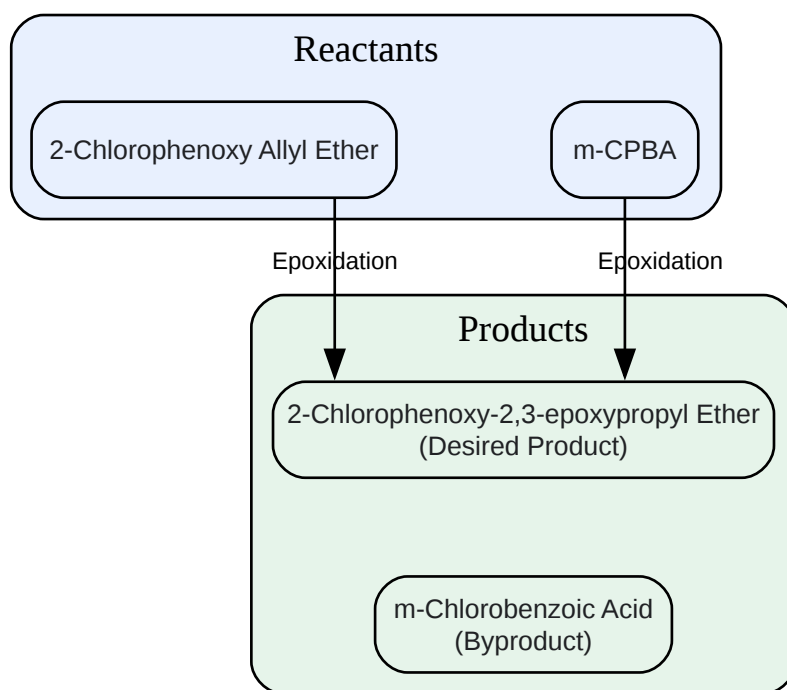 Reactants
2-Chlorophenoxy Allyl Ether
m-CPBA
Epoxidation
Epoxidation
Products
2-Chlorophenoxy-2,3-epoxypropyl Ether
(Desired Product)
m-Chlorobenzoic Acid
(Byproduct)